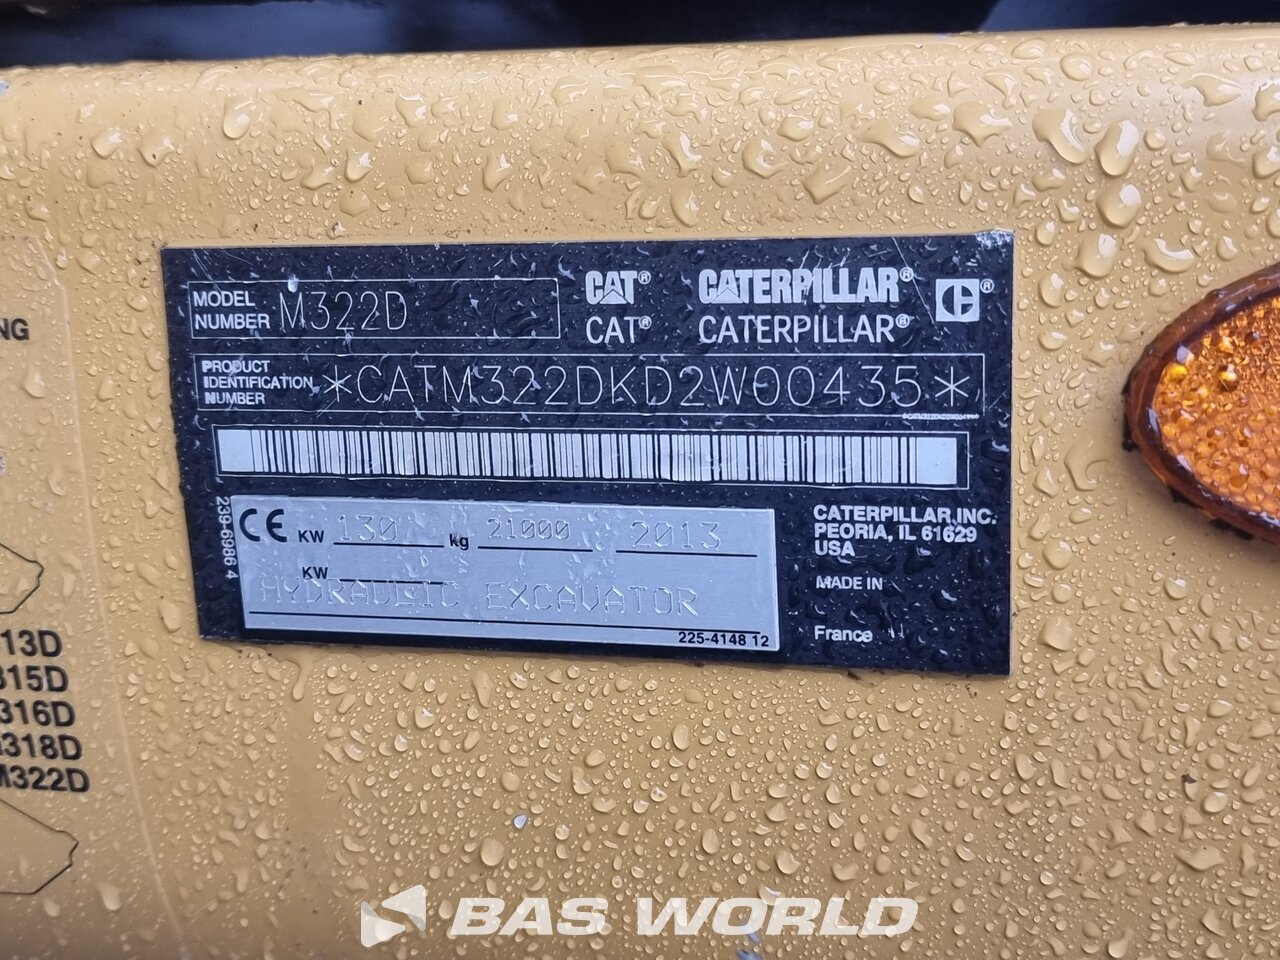 MODEL NUMBER M322D
CAT® CATERPILLAR® C®
CAT® CATERPILLAR®
PRODUCT IDENTIFICATION NUMBER *CATM322DKD2W00435*
239-6986 4
CE KW 130 kg 21000 2013
KW
HYDRAULIC EXCAVATOR
225-4148 12
CATERPILLAR INC.
PEORIA, IL 61629
USA
MADE IN
France
NG
313D
315D
316D
318D
M322D
BAS WORLD